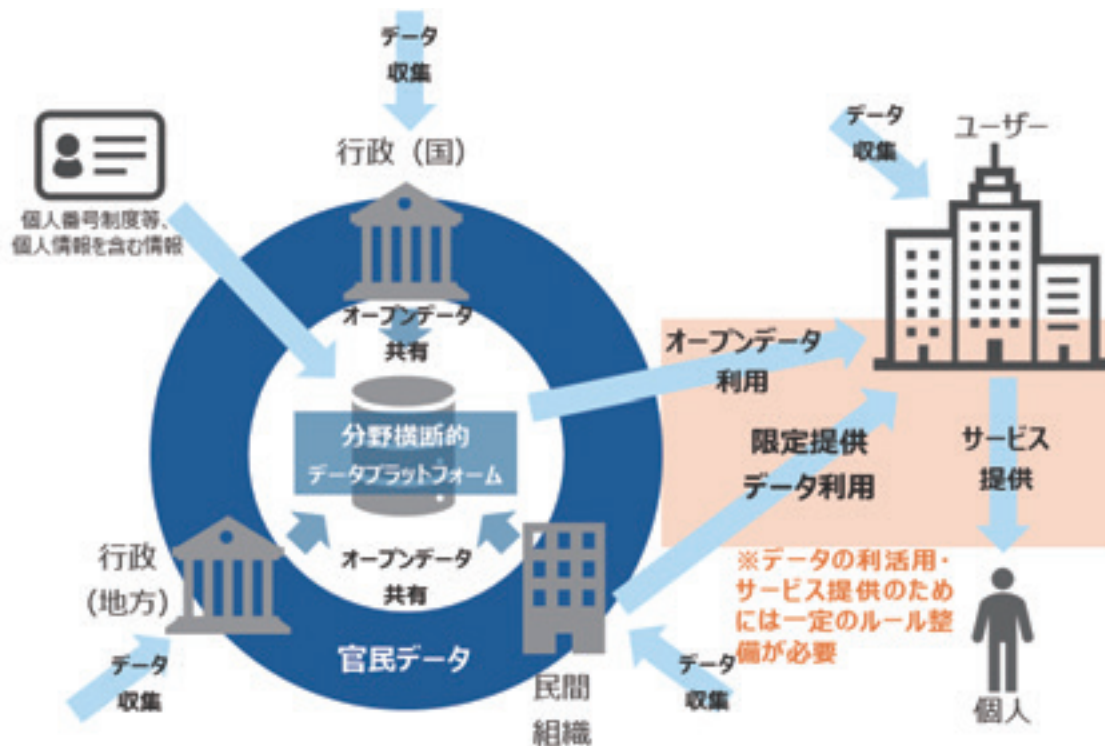 データ
収集
行政（国）
個人番号制度等、
個人情報を含む情報
データ
収集
ユーザー
オープンデータ
共有
分野横断的
データプラットフォーム
オープンデータ
利用
限定提供
データ利用
サービス
提供
行政
（地方）
オープンデータ
共有
官民データ
データ
収集
民間
組織
データ
収集
※データの利活用・
サービス提供のため
には一定のルール整
備が必要
個人